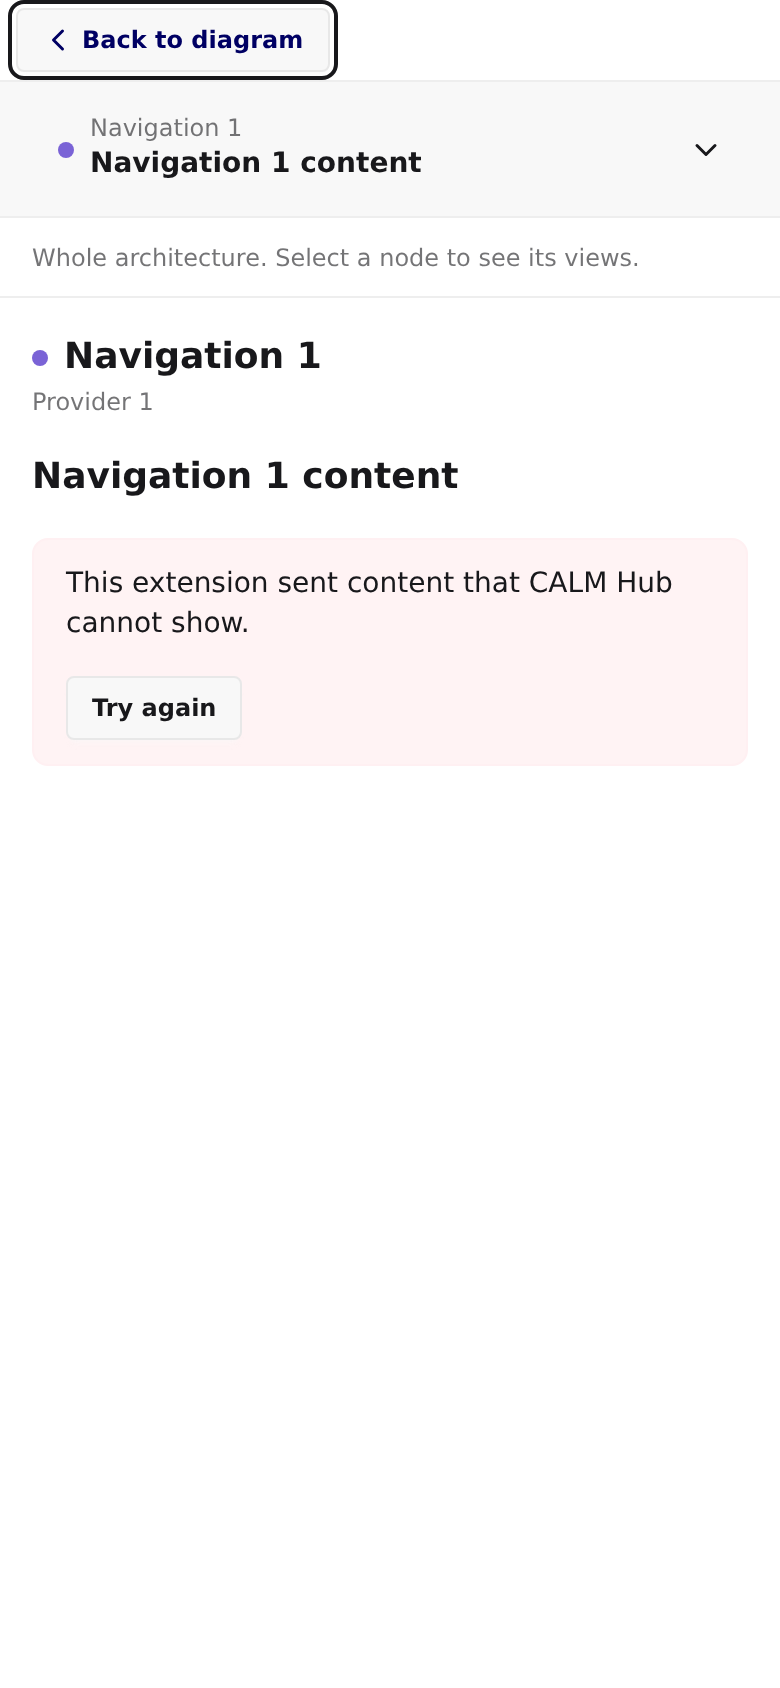 Back to diagram
Navigation 1
Navigation 1 content
Whole architecture. Select a node to see its views.
Navigation 1
Provider 1
Navigation 1 content
This extension sent content that CALM Hub
cannot show.
Try again